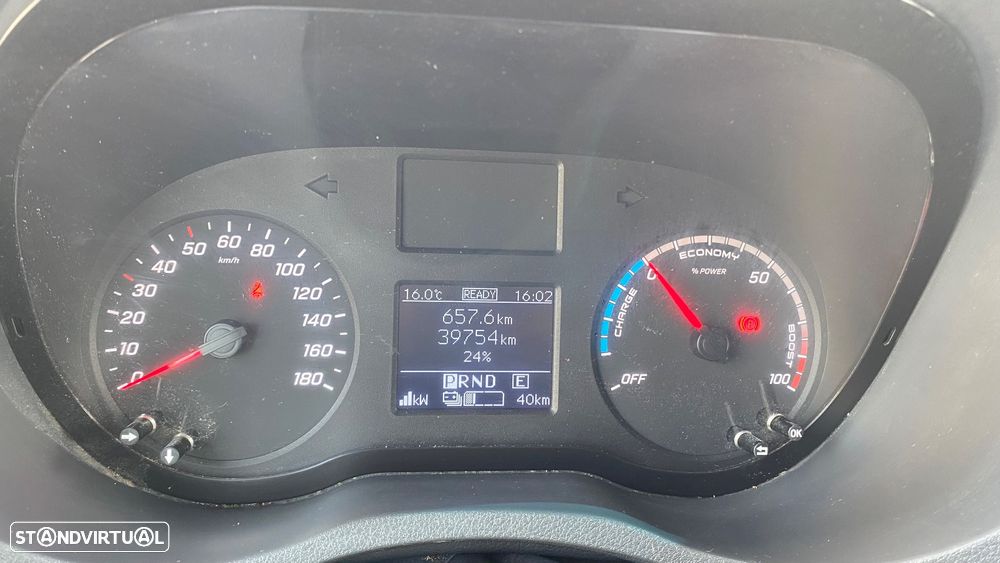 0 10 20 30 40 50 60 80 100 120 140 160 180
km/h
16.0°C READY 16:02
657.6km
39754km
24%
PRND E
kW 40km
OFF CHARGE 0 ECONOMY 50 BOOST 100
% POWER
OK
STANDVIRTUAL